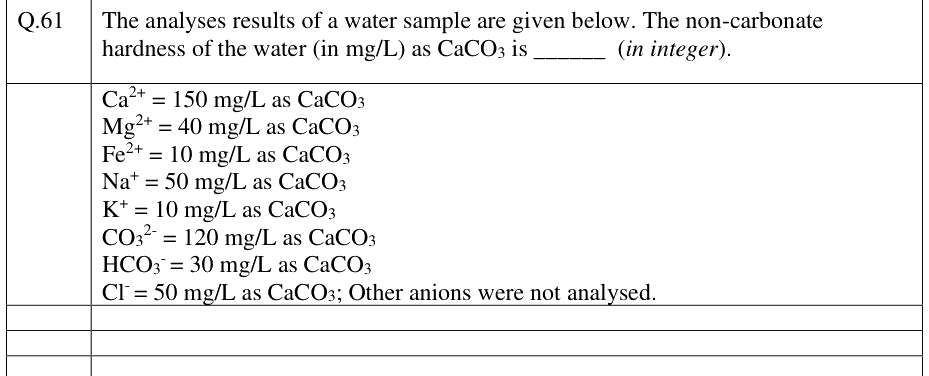 Q.61 The analyses results of a water sample are given below. The non-carbonate
hardness of the water (in mg/L) as CaCO₃ is ______ (in integer).
Ca²⁺ = 150 mg/L as CaCO₃
Mg²⁺ = 40 mg/L as CaCO₃
Fe²⁺ = 10 mg/L as CaCO₃
Na⁺ = 50 mg/L as CaCO₃
K⁺ = 10 mg/L as CaCO₃
CO₃²⁻ = 120 mg/L as CaCO₃
HCO₃⁻ = 30 mg/L as CaCO₃
Cl⁻ = 50 mg/L as CaCO₃; Other anions were not analysed.